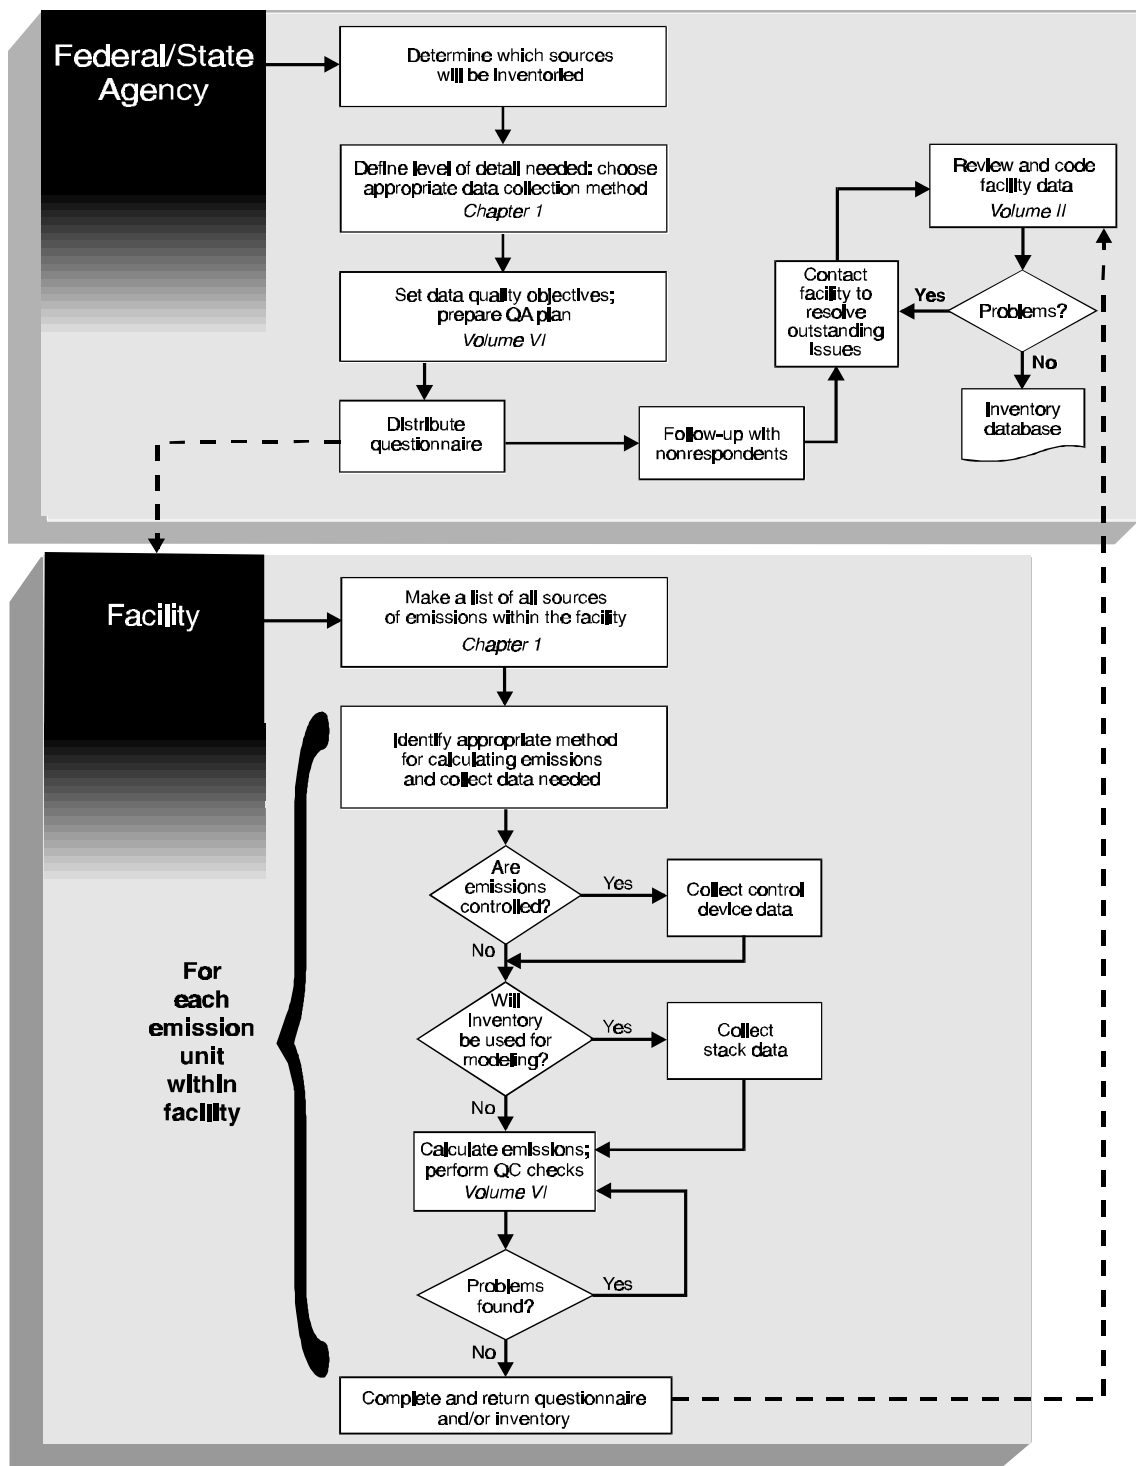 Federal/State
Agency
Determine which sources
will be inventoried
Define level of detail needed: choose
appropriate data collection method
Chapter 1
Set data quality objectives;
prepare QA plan
Volume VI
Distribute
questionnaire
Follow-up with
nonrespondents
Contact
facility to
resolve
outstanding
issues
Review and code
facility data
Volume II
Yes
Problems?
No
Inventory
database
Facility
Make a list of all sources
of emissions within the facility
Chapter 1
Identify appropriate method
for calculating emissions
and collect data needed
Are
emissions
controlled?
Yes
Collect control
device data
No
For
each
emission
unit
within
facility
Will
inventory
be used for
modeling?
Yes
Collect
stack data
No
Calculate emissions;
perform QC checks
Volume VI
Problems
found?
Yes
No
Complete and return questionnaire
and/or inventory